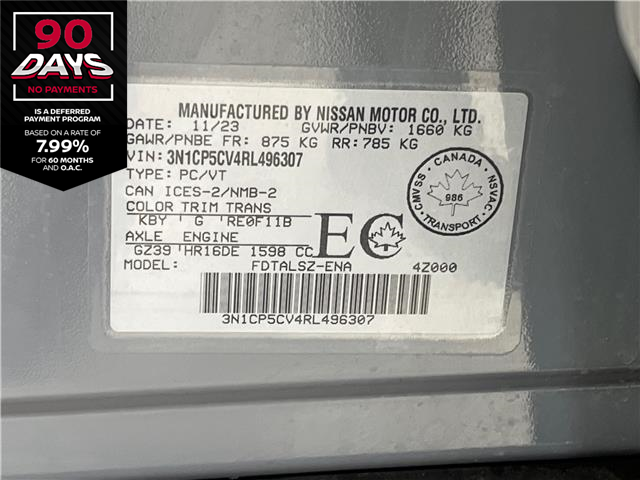 90
DAYS
NO PAYMENTS
IS A DEFERRED
PAYMENT PROGRAM
BASED ON A RATE OF
7.99%
FOR 60 MONTHS
AND O.A.C.
MANUFACTURED BY NISSAN MOTOR CO., LTD.
DATE: 11/23 GVWR/PNBV: 1660 KG
GAWR/PNBE FR: 875 KG RR: 785 KG
VIN: 3N1CP5CV4RL496307
TYPE: PC/VT
CAN ICES-2/NMB-2
COLOR TRIM TRANS
KBY G RE0F11B
AXLE ENGINE
GZ39 HR16DE 1598 CC
EC
MODEL: FDTALSZ-ENA 4Z000
3N1CP5CV4RL496307
CMVSS · CANADA · NSVAC
986
TRANSPORT